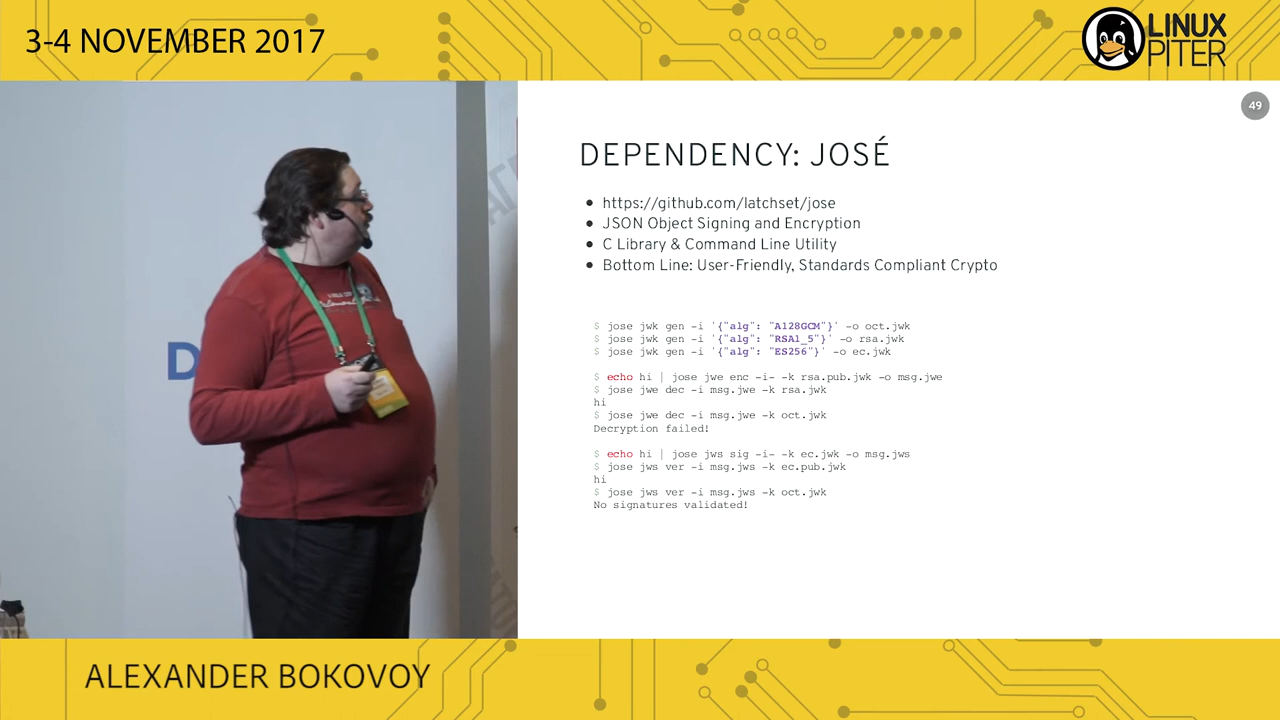 3-4 NOVEMBER 2017
LINUX
PITER
49
DEPENDENCY: JOSÉ
https://github.com/latchset/jose
JSON Object Signing and Encryption
C Library & Command Line Utility
Bottom Line: User-Friendly, Standards Compliant Crypto
$ jose jwk gen -i '{"alg": "A128GCM"}' -o oct.jwk
$ jose jwk gen -i '{"alg": "RSA1_5"}' -o rsa.jwk
$ jose jwk gen -i '{"alg": "ES256"}' -o ec.jwk
$ echo hi | jose jwe enc -i- -k rsa.pub.jwk -o msg.jwe
$ jose jwe dec -i msg.jwe -k rsa.jwk
hi
$ jose jwe dec -i msg.jwe -k oct.jwk
Decryption failed!
$ echo hi | jose jws sig -i- -k ec.jwk -o msg.jws
$ jose jws ver -i msg.jws -k ec.pub.jwk
hi
$ jose jws ver -i msg.jws -k oct.jwk
No signatures validated!
D
ALEXANDER BOKOVOY